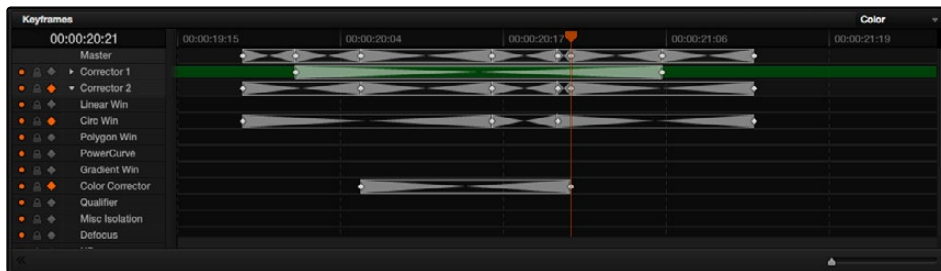 Keyframes Color
00:00:20:21 00:00:19:15 00:00:20:04 00:00:20:17 00:00:21:06 00:00:21:19
Master
Corrector 1
Corrector 2
Linear Win
Circ Win
Polygon Win
PowerCurve
Gradient Win
Color Corrector
Qualifier
Misc Isolation
Defocus